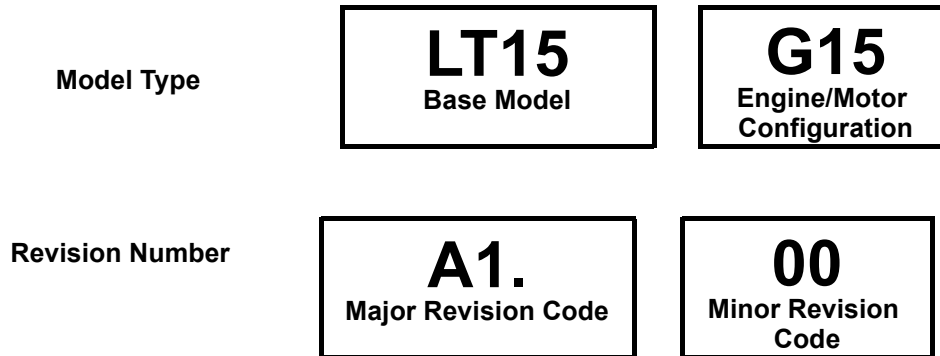 Model Type
LT15
Base Model
G15
Engine/Motor
Configuration
Revision Number
A1.
Major Revision Code
00
Minor Revision
Code